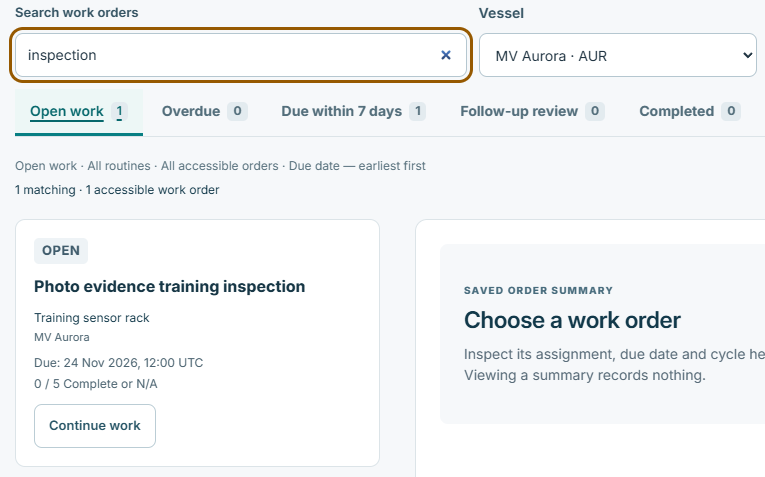 Search work orders
Vessel
inspection
MV Aurora · AUR
Open work 1
Overdue 0
Due within 7 days 1
Follow-up review 0
Completed 0
Open work · All routines · All accessible orders · Due date — earliest first
1 matching · 1 accessible work order
OPEN
Photo evidence training inspection
Training sensor rack
MV Aurora
Due: 24 Nov 2026, 12:00 UTC
0 / 5 Complete or N/A
Continue work
SAVED ORDER SUMMARY
Choose a work order
Inspect its assignment, due date and cycle he
Viewing a summary records nothing.